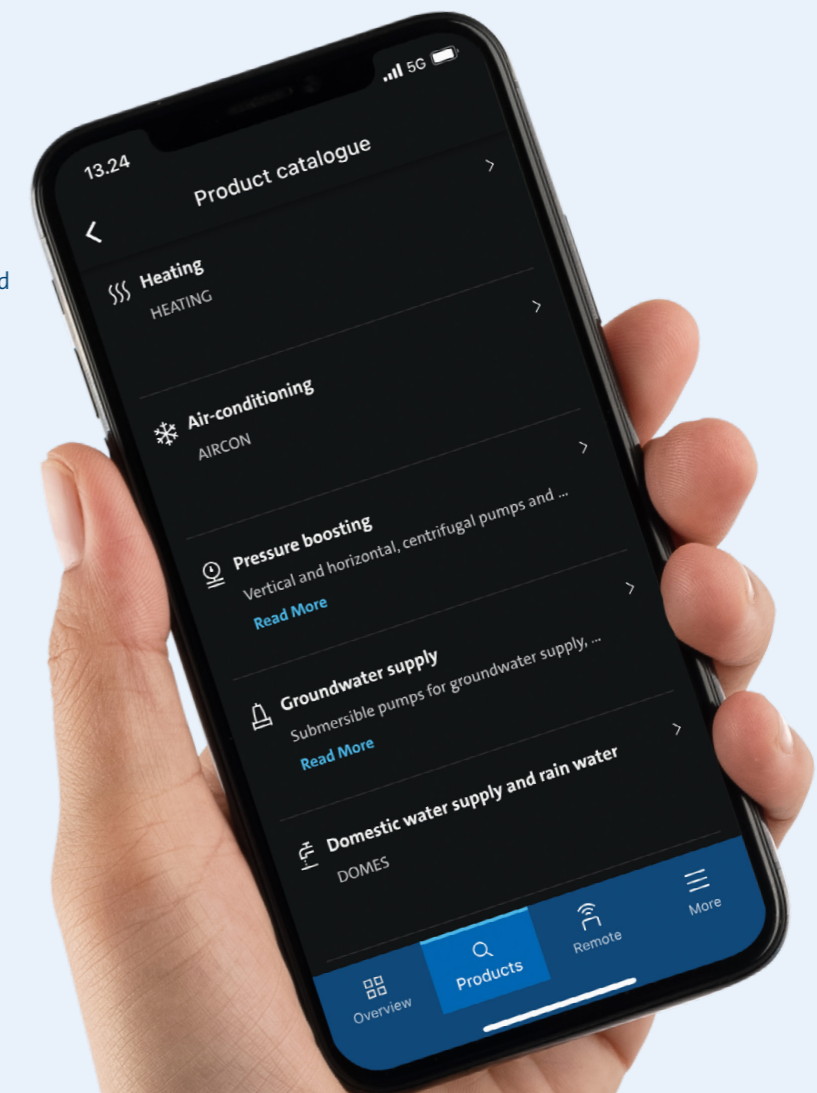 d
13.24
5G
Product catalogue
Heating
HEATING
Air-conditioning
AIRCON
Pressure boosting
Vertical and horizontal, centrifugal pumps and ...
Read More
Groundwater supply
Submersible pumps for groundwater supply, ...
Read More
Domestic water supply and rain water
DOMES
Overview
Products
Remote
More